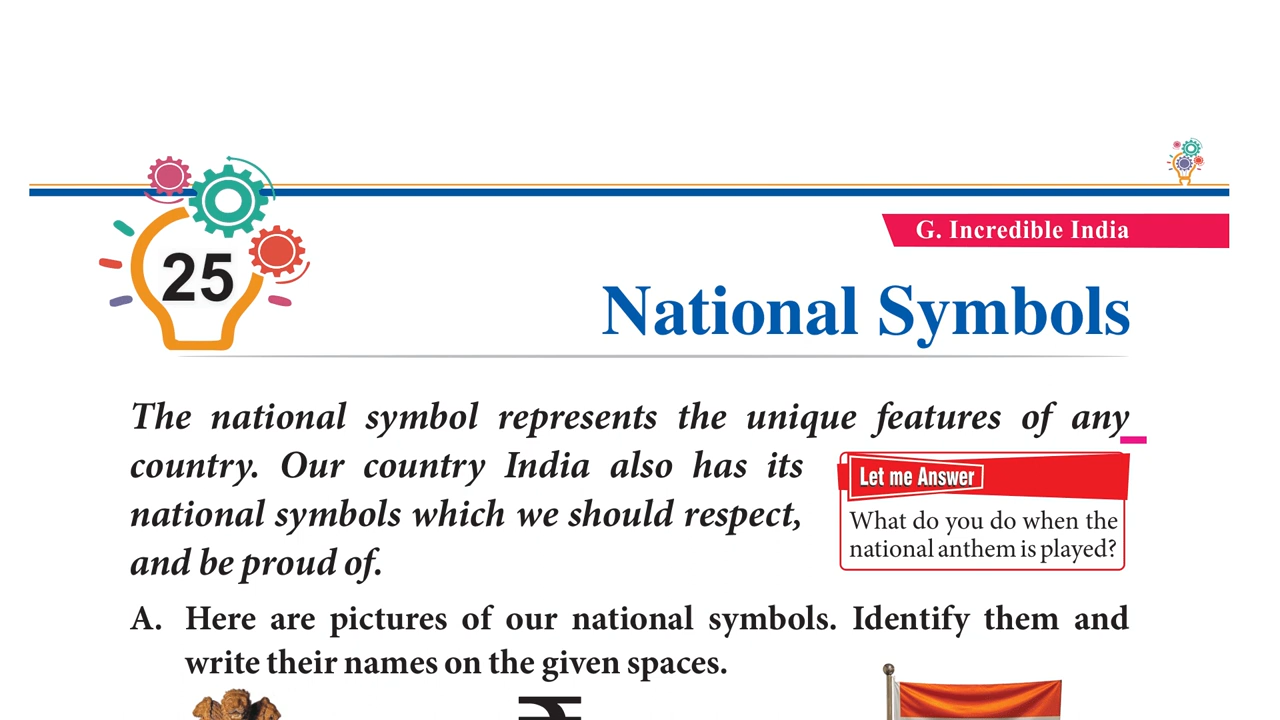 25
G. Incredible India
National Symbols
The national symbol represents the unique features of any
country. Our country India also has its
national symbols which we should respect,
and be proud of.
Let me Answer
What do you do when the
national anthem is played?
A. Here are pictures of our national symbols. Identify them and
write their names on the given spaces.